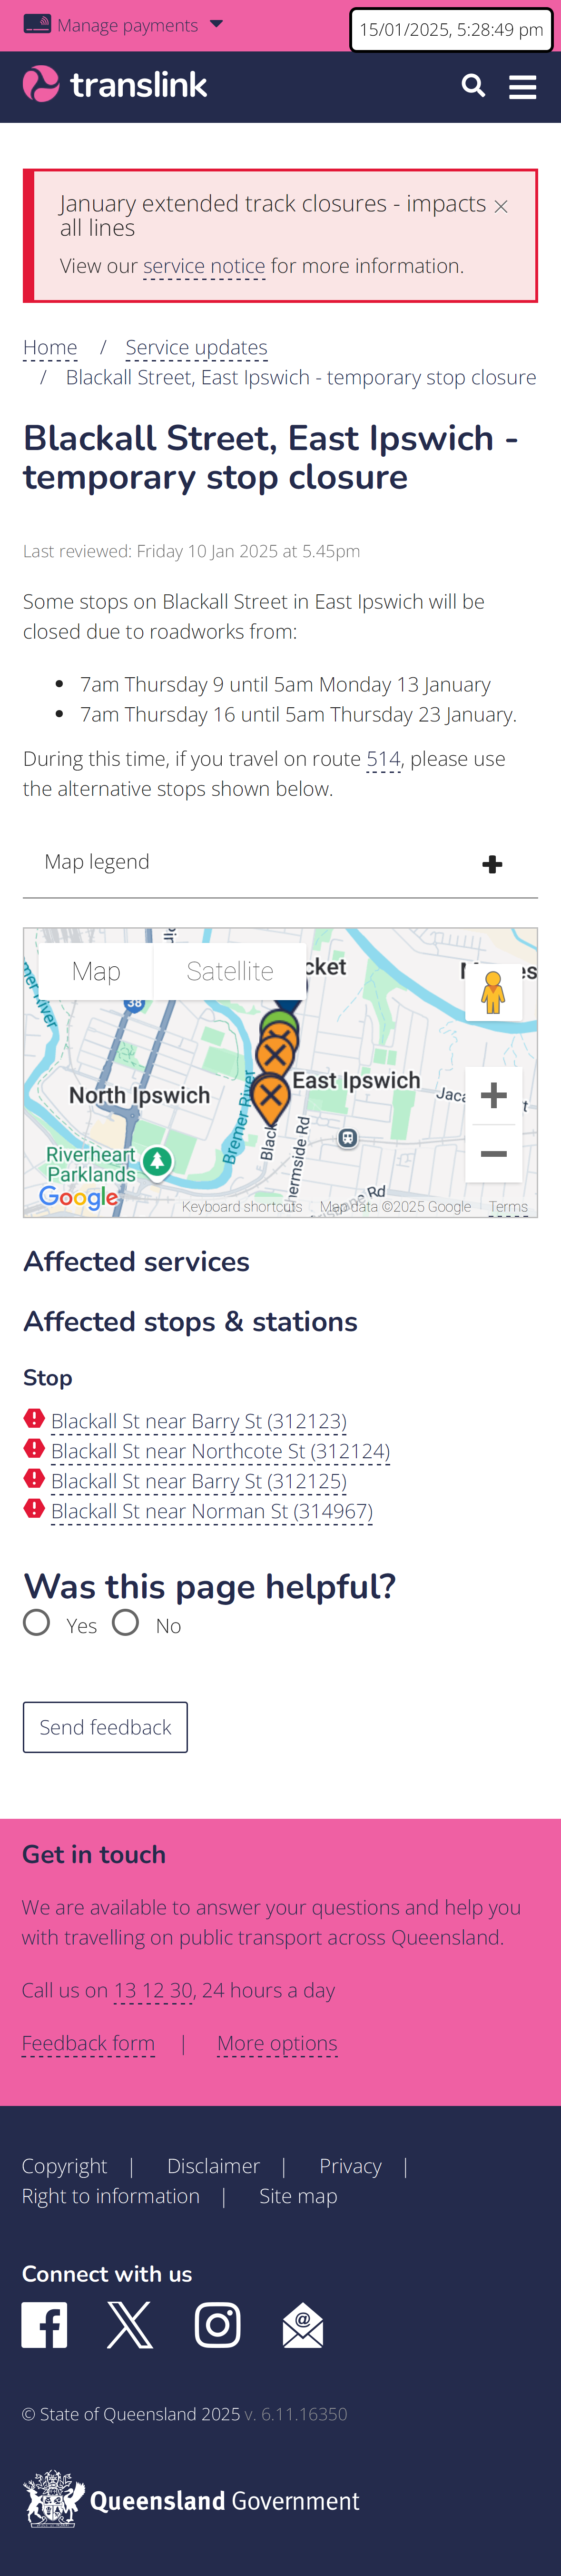 Manage payments
15/01/2025, 5:28:49 pm
translink
January extended track closures - impacts
all lines
View our service notice for more information.
Home / Service updates
/ Blackall Street, East Ipswich - temporary stop closure
Blackall Street, East Ipswich -
temporary stop closure
Last reviewed: Friday 10 Jan 2025 at 5.45pm
Some stops on Blackall Street in East Ipswich will be
closed due to roadworks from:
7am Thursday 9 until 5am Monday 13 January
7am Thursday 16 until 5am Thursday 23 January.
During this time, if you travel on route 514, please use
the alternative stops shown below.
Map legend
Map
Satellite
38
North Ipswich
East Ipswich
Bremer River
Riverheart
Parklands
Google
Keyboard shortcuts
Map data ©2025 Google
Terms
Affected services
Affected stops & stations
Stop
Blackall St near Barry St (312123)
Blackall St near Northcote St (312124)
Blackall St near Barry St (312125)
Blackall St near Norman St (314967)
Was this page helpful?
Yes No
Send feedback
Get in touch
We are available to answer your questions and help you
with travelling on public transport across Queensland.
Call us on 13 12 30, 24 hours a day
Feedback form | More options
Copyright | Disclaimer | Privacy |
Right to information | Site map
Connect with us
© State of Queensland 2025 v. 6.11.16350
Queensland Government